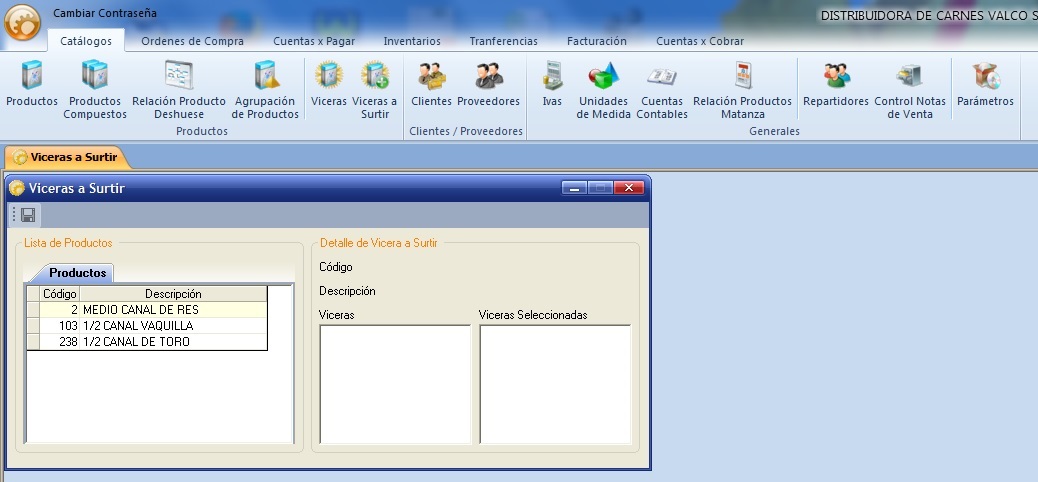 Cambiar Contraseña
DISTRIBUIDORA DE CARNES VALCO S
Catálogos Ordenes de Compra Cuentas x Pagar Inventarios Tranferencias Facturación Cuentas x Cobrar
Productos
Productos Compuestos
Relación Producto Deshuese
Agrupación de Productos
Viceras
Viceras a Surtir
Clientes
Proveedores
Ivas
Unidades de Medida
Cuentas Contables
Relación Productos Matanza
Repartidores
Control Notas de Venta
Parámetros
Productos
Clientes / Proveedores
Generales
Viceras a Surtir
Viceras a Surtir
Lista de Productos
Productos
Código Descripción
2 MEDIO CANAL DE RES
103 1/2 CANAL VAQUILLA
238 1/2 CANAL DE TORO
Detalle de Vicera a Surtir
Código
Descripción
Viceras Viceras Seleccionadas